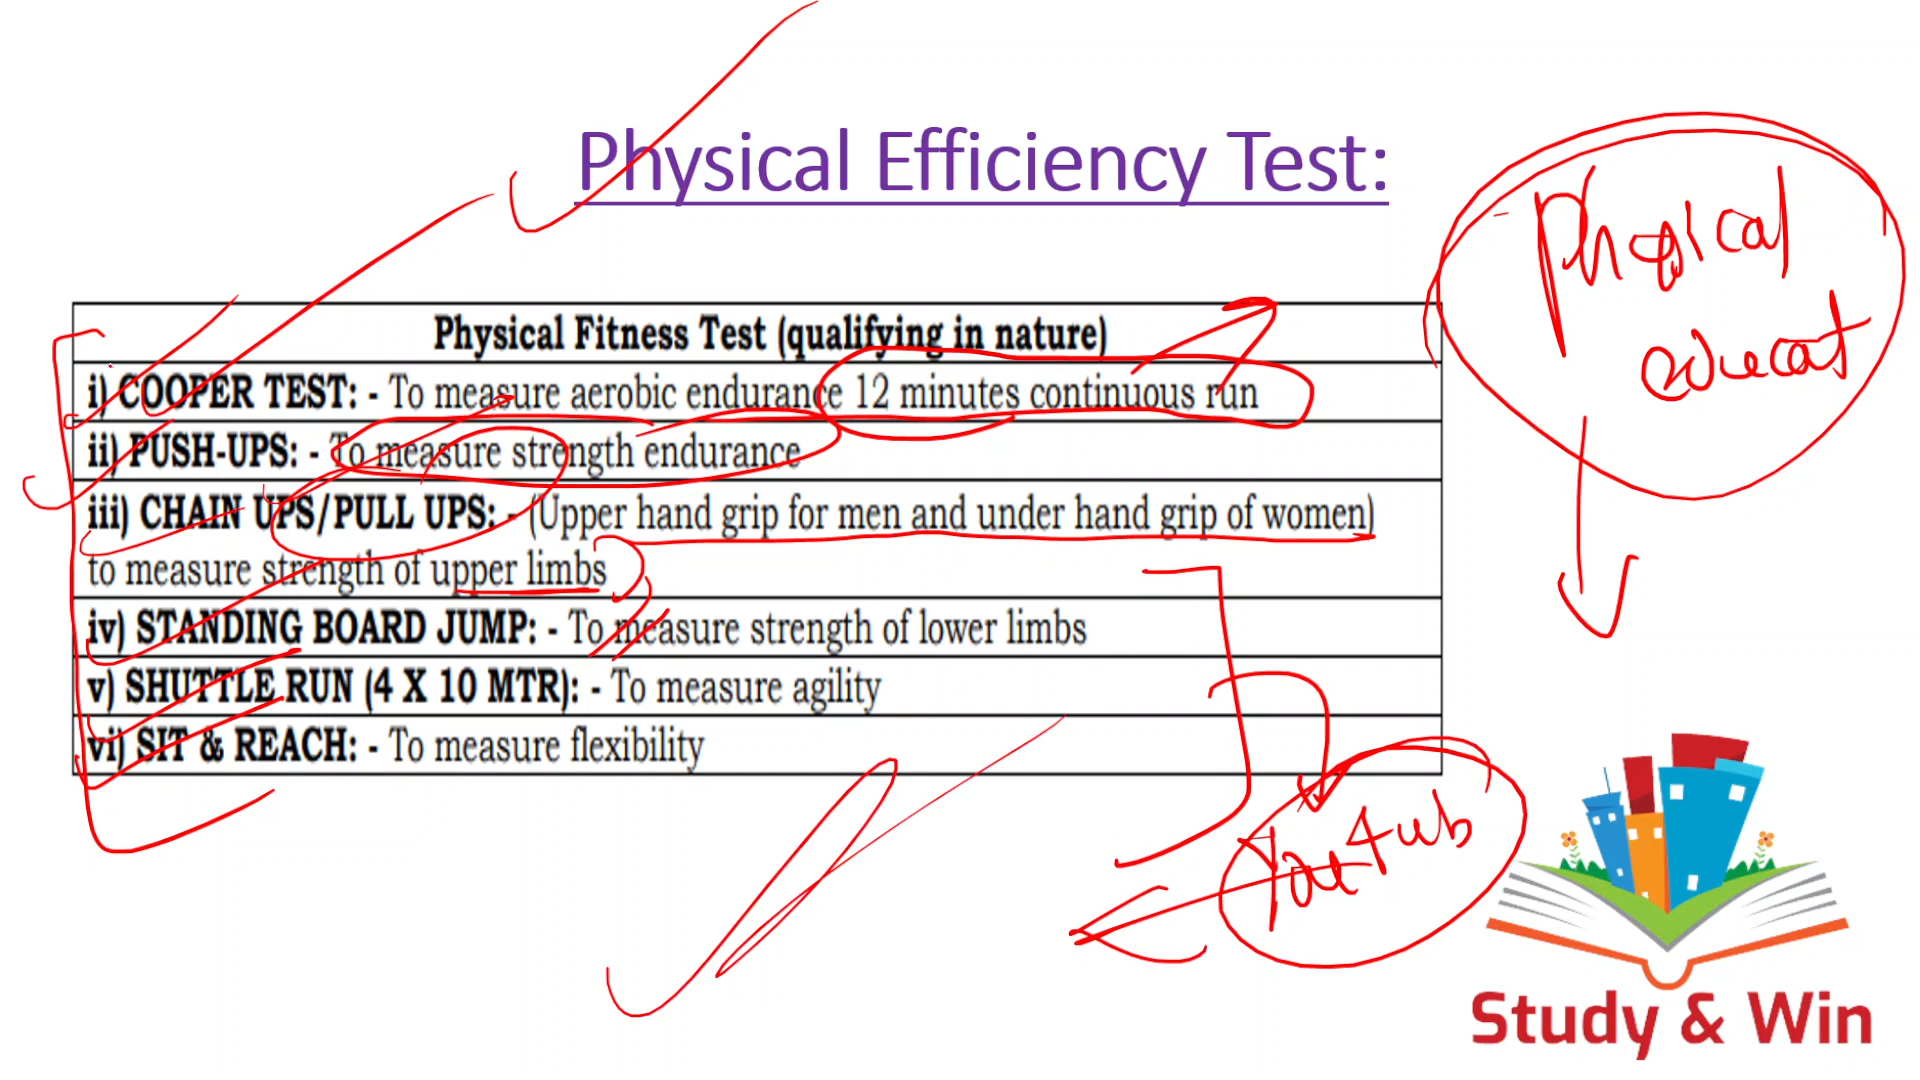 Physical Efficiency Test:
Physical
educat
Physical Fitness Test (qualifying in nature)
i) COOPER TEST: - To measure aerobic endurance 12 minutes continuous run
ii) PUSH-UPS: - To measure strength endurance
iii) CHAIN UPS/PULL UPS: - (Upper hand grip for men and under hand grip of women)
to measure strength of upper limbs
iv) STANDING BOARD JUMP: - To measure strength of lower limbs
v) SHUTTLE RUN (4 X 10 MTR): - To measure agility
vi) SIT & REACH: - To measure flexibility
Study & Win